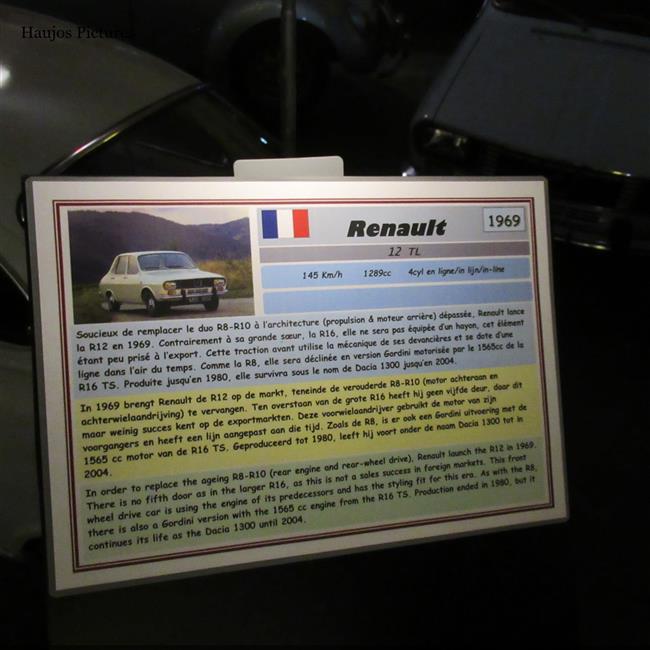 Haujos Pictures
Renault
1969
12 TL
145 Km/h 1289cc 4cyl en ligne/in lijn/in-line
Soucieux de remplacer le duo R8-R10 à l'architecture (propulsion & moteur arrière) dépassée, Renault lance
la R12 en 1969. Contrairement à sa grande sœur, la R16, elle ne sera pas équipée d'un hayon, cet élément
étant peu prisé à l'export. Cette traction avant utilise la mécanique de ses devancières et se dote d'une
ligne dans l'air du temps. Comme la R8, elle sera déclinée en version Gordini motorisée par le 1565cc de la
R16 TS. Produite jusqu'en 1980, elle survivra sous le nom de Dacia 1300 jusqu'en 2004.
In 1969 brengt Renault de R12 op de markt, teneinde de verouderde R8-R10 (motor achteraan en
achterwielaandrijving) te vervangen. Ten overstaan van de grote R16 heeft hij geen vijfde deur, daar dit
maar weinig succes kent op de exportmarkten. Deze voorwielaandrijver gebruikt de motor van zijn
voorgangers en heeft een lijn aangepast aan die tijd. Zoals de R8, is er ook een Gordini uitvoering met de
1565 cc motor van de R16 TS. Geproduceerd tot 1980, leeft hij voort onder de naam Dacia 1300 tot in
2004.
In order to replace the ageing R8-R10 (rear engine and rear-wheel drive), Renault launch the R12 in 1969.
There is no fifth door as in the larger R16, as this is not a sales success in foreign markets. This front
wheel drive car is using the engine of its predecessors and has the styling fit for this era. As with the R8,
there is also a Gordini version with the 1565 cc engine from the R16 TS. Production ended in 1980, but it
continues its life as the Dacia 1300 until 2004.